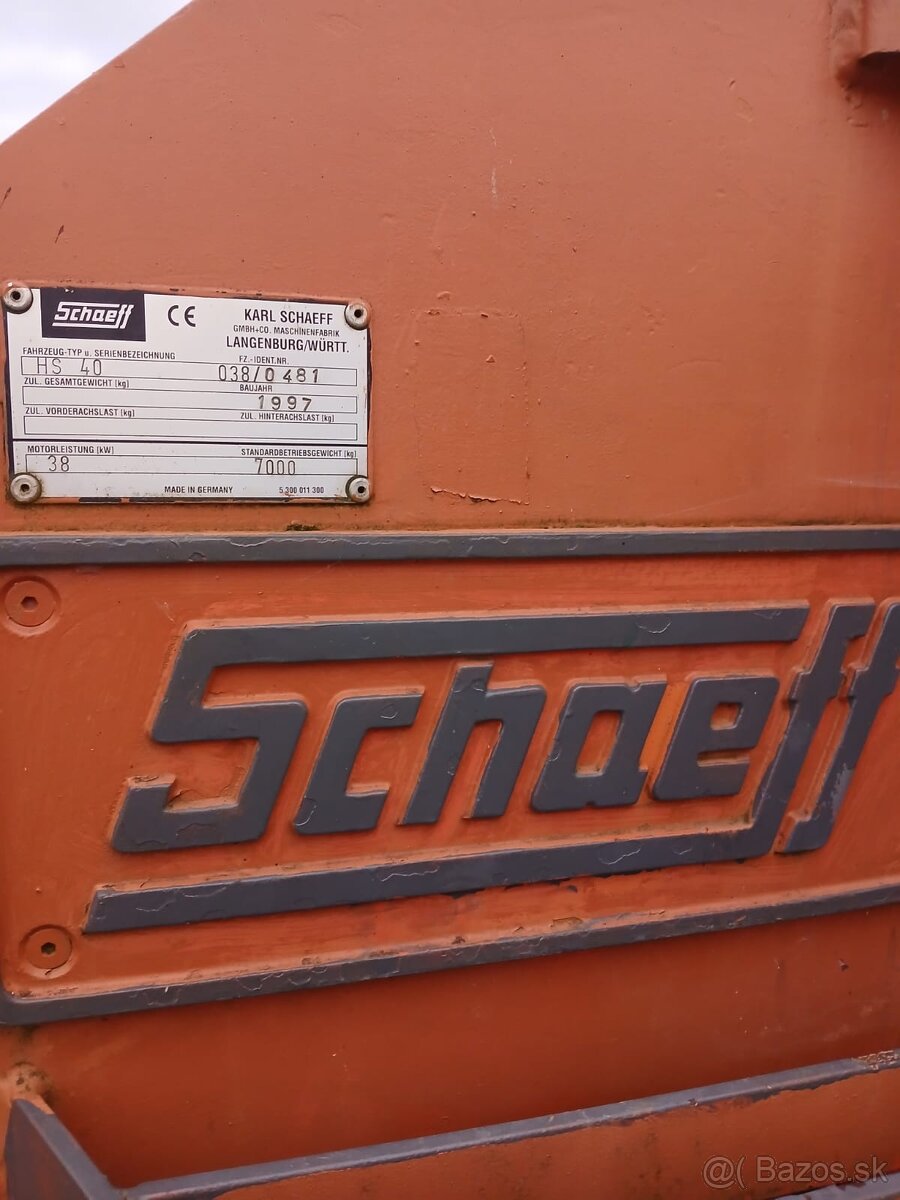 Schaeff CE KARL SCHAEFF
GMBH+CO. MASCHINENFABRIK
LANGENBURG/WÜRTT.
FAHRZEUG-TYP u. SERIENBEZEICHNUNG FZ.-IDENT.NR.
HS 40 038/0481
ZUL. GESAMTGEWICHT [kg] BAUJAHR
1997
ZUL. VORDERACHSLAST [kg] ZUL. HINTERACHSLAST [kg]
MOTORLEISTUNG [KW] STANDARDBETRIEBSGEWICHT [kg]
38 7000
MADE IN GERMANY 5 300 011 300
Schaeff
@( Bazos.sk